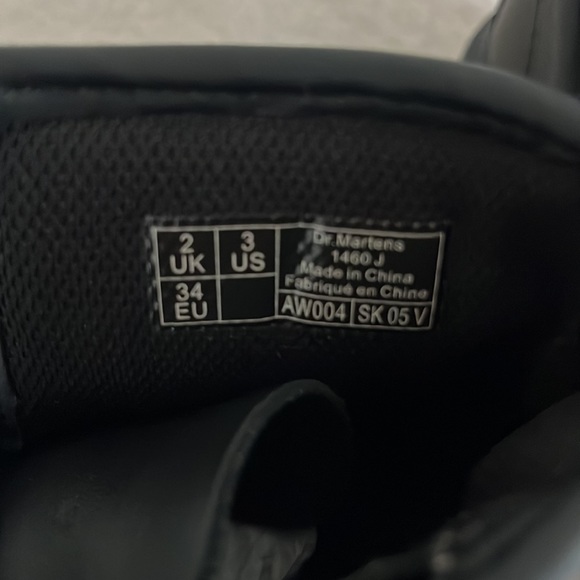 2 UK
3 US
34 EU
Dr.Martens
1460 J
Made in China
Fabriqué en Chine
AW004 SK 05 V